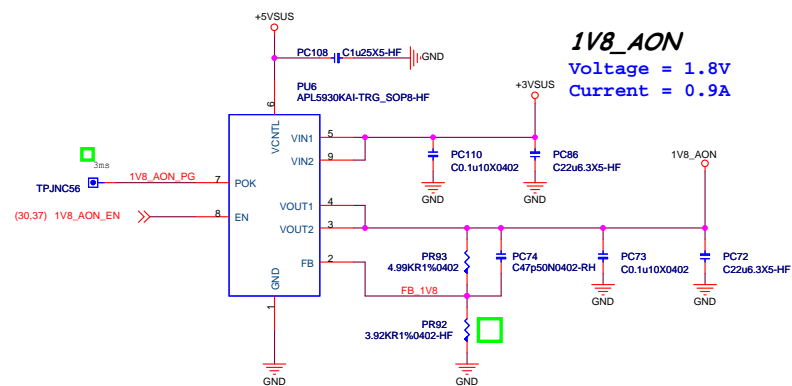 +5VSUS
1V8_AON
Voltage = 1.8V
Current = 0.9A
PC108
C1u25X5-HF
GND
PU6
APL5930KAI-TRG_SOP8-HF
+3VSUS
6
VCNTL
VIN1
5
VIN2
9
PC110
C0.1u10X0402
PC86
C22u6.3X5-HF
GND
GND
3ms
TPJNC56
1V8_AON_PG
7
POK
1V8_AON
(30,37) 1V8_AON_EN
8
EN
VOUT1
4
VOUT2
3
FB
2
PR93
4.99KR1%0402
PC74
C47p50N0402-RH
PC73
C0.1u10X0402
PC72
C22u6.3X5-HF
GND
1
FB_1V8
GND
GND
PR92
3.92KR1%0402-HF
GND
GND